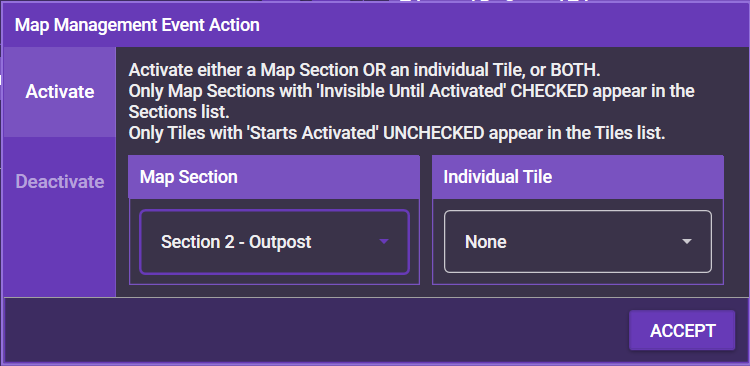 Map Management Event Action
Activate
Deactivate
Activate either a Map Section OR an individual Tile, or BOTH.
Only Map Sections with 'Invisible Until Activated' CHECKED appear in the
Sections list.
Only Tiles with 'Starts Activated' UNCHECKED appear in the Tiles list.
Map Section
Section 2 - Outpost
Individual Tile
None
ACCEPT